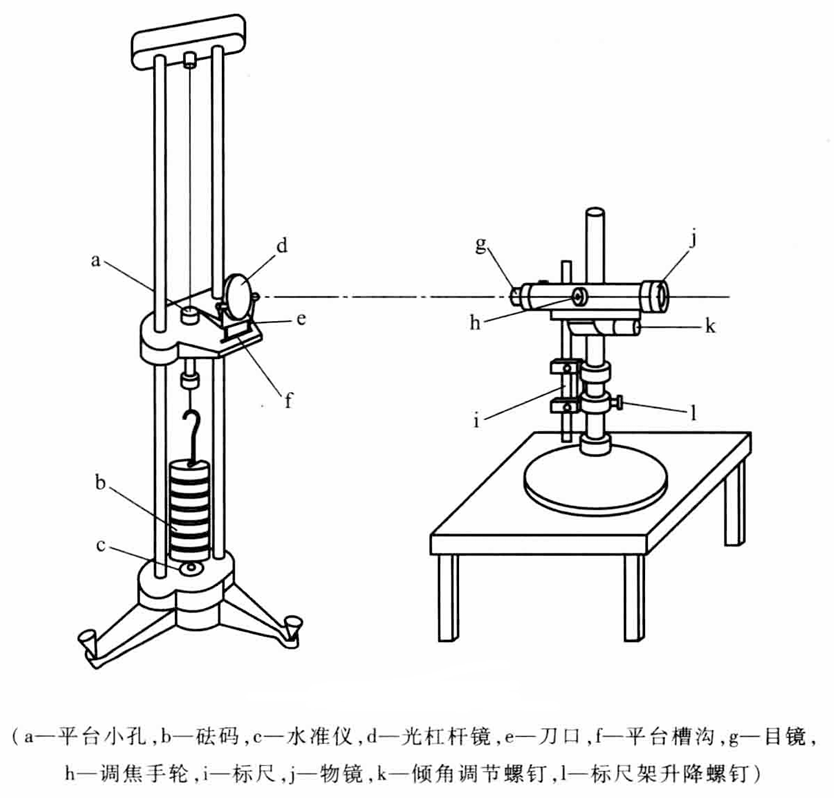 a
d
e
f
b
c
g
j
h
k
i
l
(a—平台小孔,b—砝码,c—水准仪,d—光杠杆镜,e—刀口,f—平台槽沟,g—目镜,
h—调焦手轮,i—标尺,j—物镜,k—倾角调节螺钉,l—标尺架升降螺钉)